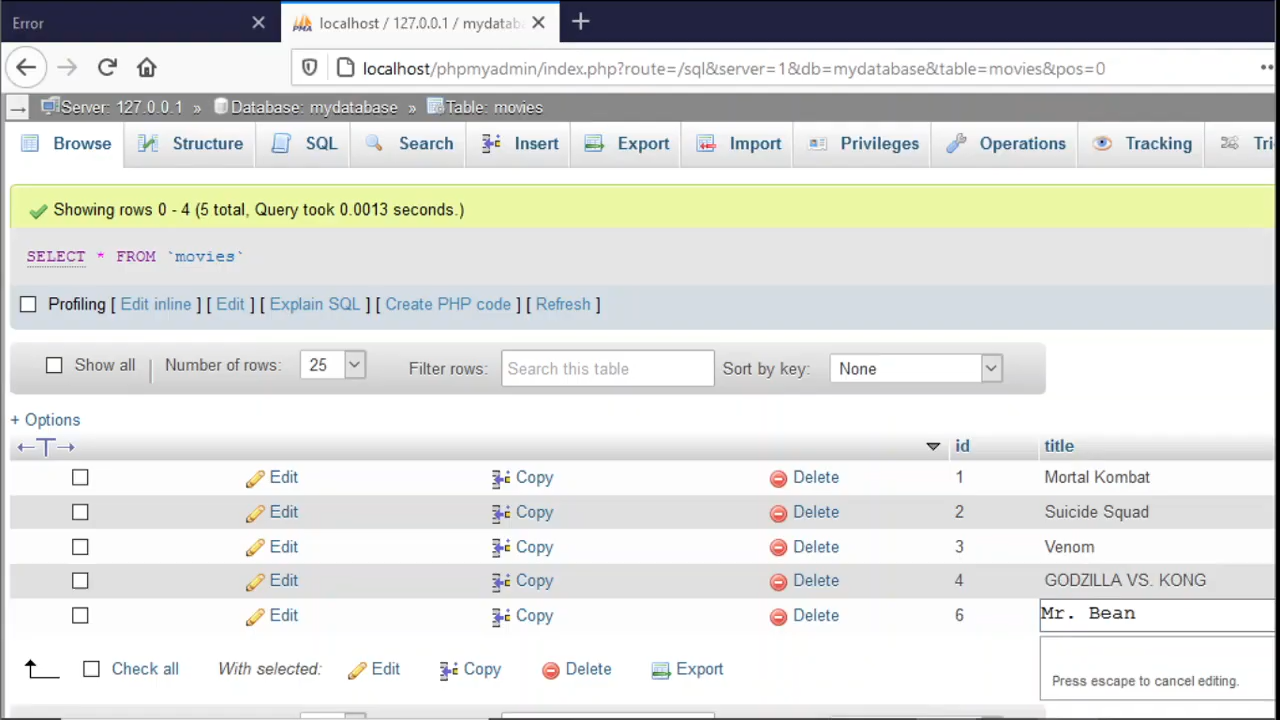 Error
localhost / 127.0.0.1 / mydatab
localhost/phpmyadmin/index.php?route=/sql&server=1&db=mydatabase&table=movies&pos=0
Server: 127.0.0.1 » Database: mydatabase » Table: movies
Browse Structure SQL Search Insert Export Import Privileges Operations Tracking Tri
Showing rows 0 - 4 (5 total, Query took 0.0013 seconds.)
SELECT * FROM `movies`
Profiling [ Edit inline ] [ Edit ] [ Explain SQL ] [ Create PHP code ] [ Refresh ]
Show all | Number of rows: 25 Filter rows: Search this table Sort by key: None
+ Options
←T→ id title
Edit Copy Delete 1 Mortal Kombat
Edit Copy Delete 2 Suicide Squad
Edit Copy Delete 3 Venom
Edit Copy Delete 4 GODZILLA VS. KONG
Edit Copy Delete 6 Mr. Bean
Check all With selected: Edit Copy Delete Export
Press escape to cancel editing.